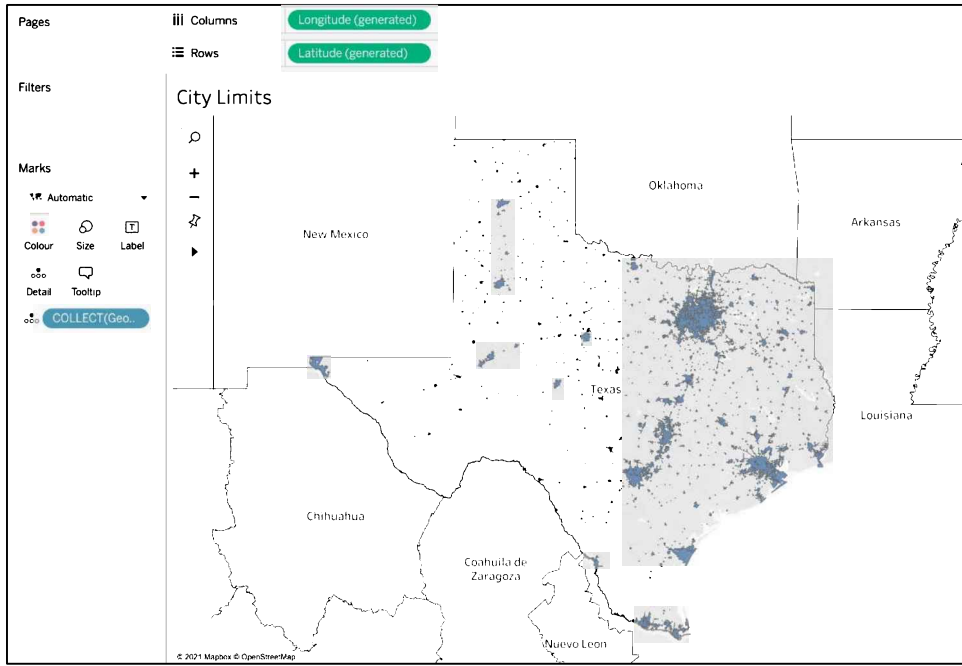 Pages
Columns
Longitude (generated)
Rows
Latitude (generated)
Filters
City Limits
Marks
Automatic
Colour
Size
Label
Detail
Tooltip
COLLECT(Geo..
Oklahoma
Arkansas
New Mexico
Texas
Louisiana
Chihuahua
Coahuila de
Zaragoza
Nuevo Leon
© 2021 Mapbox © OpenStreetMap